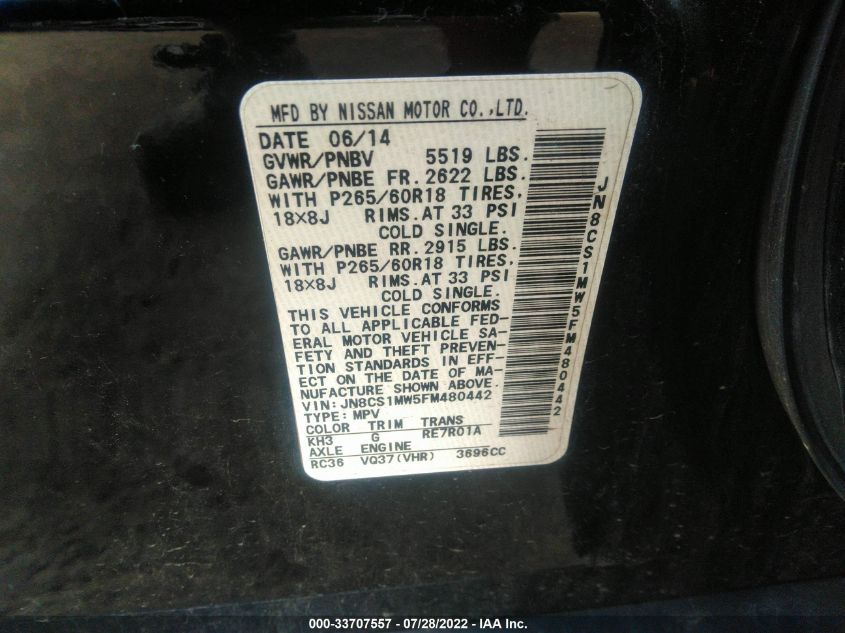 MFD BY NISSAN MOTOR CO.,LTD.
DATE 06/14
GVWR/PNBV 5519 LBS.
GAWR/PNBE FR. 2622 LBS.
WITH P265/60R18 TIRES.
18×8J RIMS. AT 33 PSI
COLD SINGLE.
GAWR/PNBE RR. 2915 LBS.
WITH P265/60R18 TIRES.
18×8J RIMS. AT 33 PSI
COLD SINGLE.
THIS VEHICLE CONFORMS
TO ALL APPLICABLE FED-
ERAL MOTOR VEHICLE SA-
FETY AND THEFT PREVEN-
TION STANDARDS IN EFF-
ECT ON THE DATE OF MA-
NUFACTURE SHOWN ABOVE.
VIN: JN8CS1MW5FM480442
TYPE: MPV
COLOR TRIM TRANS
KH3 G RE7R01A
AXLE ENGINE
RC36 VQ37(VHR) 3696CC
JN8CS1MW5FM480442
000-33707557 / 07/28/2022 - IAA Inc.